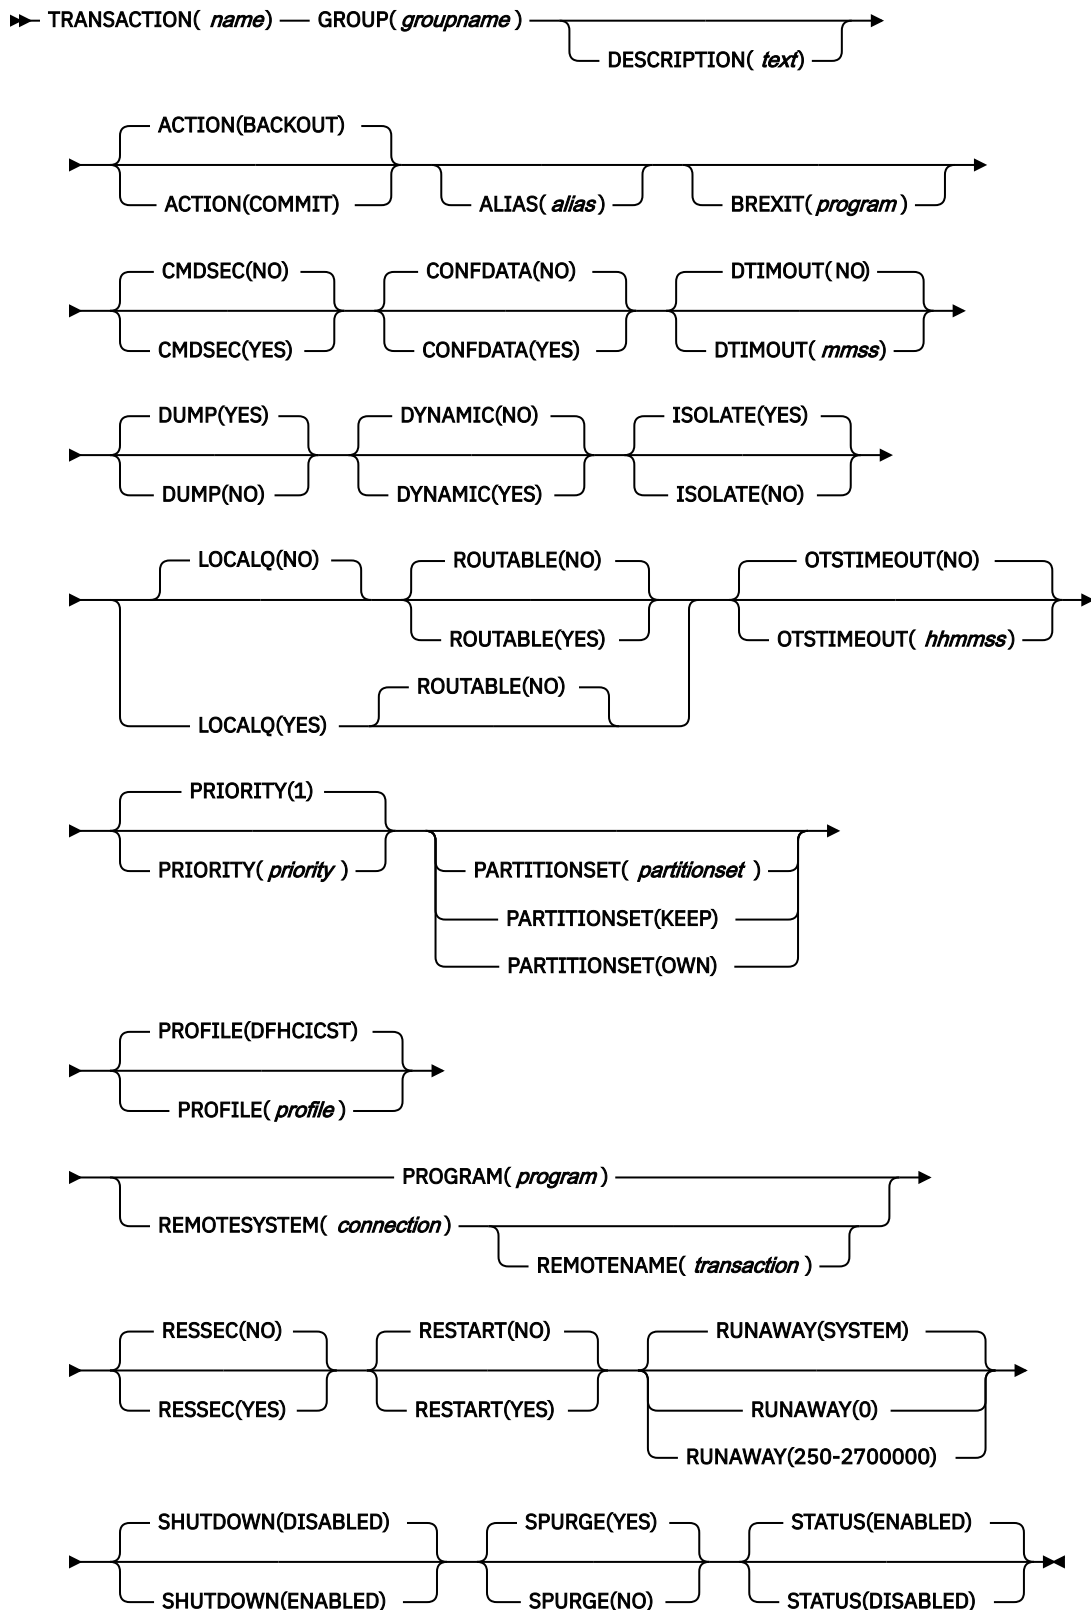 TRANSACTION( name) GROUP( groupname )
DESCRIPTION( text)
ACTION(BACKOUT)
ACTION(COMMIT) ALIAS( alias) BREXIT( program )
CMDSEC(NO) CONFDATA(NO) DTIMOUT( NO)
CMDSEC(YES) CONFDATA(YES) DTIMOUT( mmss)
DUMP(YES) DYNAMIC(NO) ISOLATE(YES)
DUMP(NO) DYNAMIC(YES) ISOLATE(NO)
LOCALQ(NO) ROUTABLE(NO) OTSTIMEOUT(NO)
ROUTABLE(YES) OTSTIMEOUT( hhmmss)
ROUTABLE(NO)
LOCALQ(YES)
PRIORITY(1)
PRIORITY( priority ) PARTITIONSET( partitionset )
PARTITIONSET(KEEP)
PARTITIONSET(OWN)
PROFILE(DFHCICST)
PROFILE( profile )
PROGRAM( program )
REMOTESYSTEM( connection)
REMOTENAME( transaction )
RESSEC(NO) RESTART(NO) RUNAWAY(SYSTEM)
RESSEC(YES) RESTART(YES) RUNAWAY(0)
RUNAWAY(250-2700000)
SHUTDOWN(DISABLED) SPURGE(YES) STATUS(ENABLED)
SHUTDOWN(ENABLED) SPURGE(NO) STATUS(DISABLED)